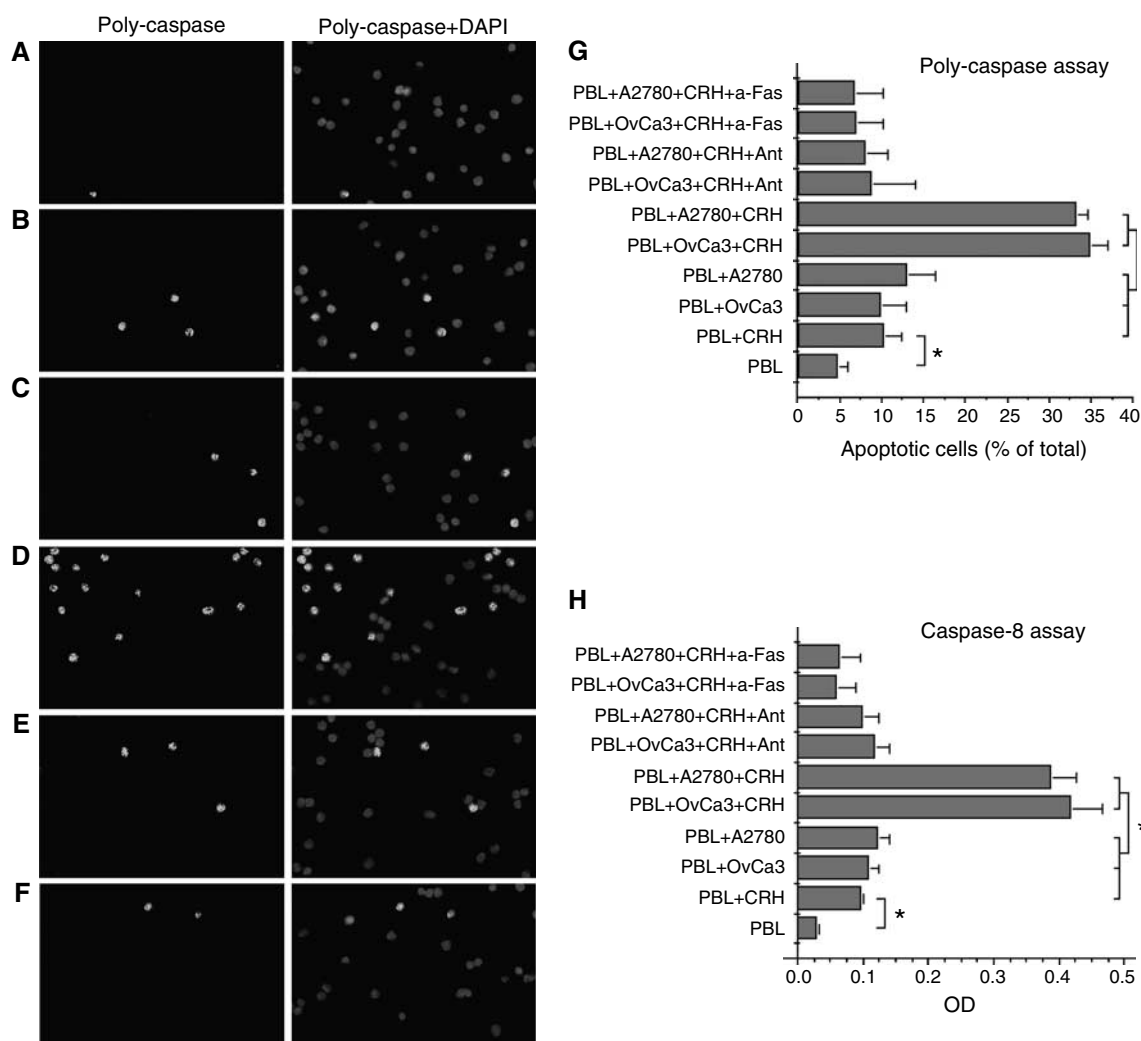 Poly-caspase
Poly-caspase+DAPI
A
B
C
D
E
F
G
Poly-caspase assay
PBL+A2780+CRH+a-Fas
PBL+OvCa3+CRH+a-Fas
PBL+A2780+CRH+Ant
PBL+OvCa3+CRH+Ant
PBL+A2780+CRH
PBL+OvCa3+CRH
PBL+A2780
PBL+OvCa3
PBL+CRH
*
PBL
0 5 10 15 20 25 30 35 40
Apoptotic cells (% of total)
H
Caspase-8 assay
PBL+A2780+CRH+a-Fas
PBL+OvCa3+CRH+a-Fas
PBL+A2780+CRH+Ant
PBL+OvCa3+CRH+Ant
PBL+A2780+CRH
PBL+OvCa3+CRH
*
PBL+A2780
PBL+OvCa3
PBL+CRH
*
PBL
0.0 0.1 0.2 0.3 0.4 0.5
OD